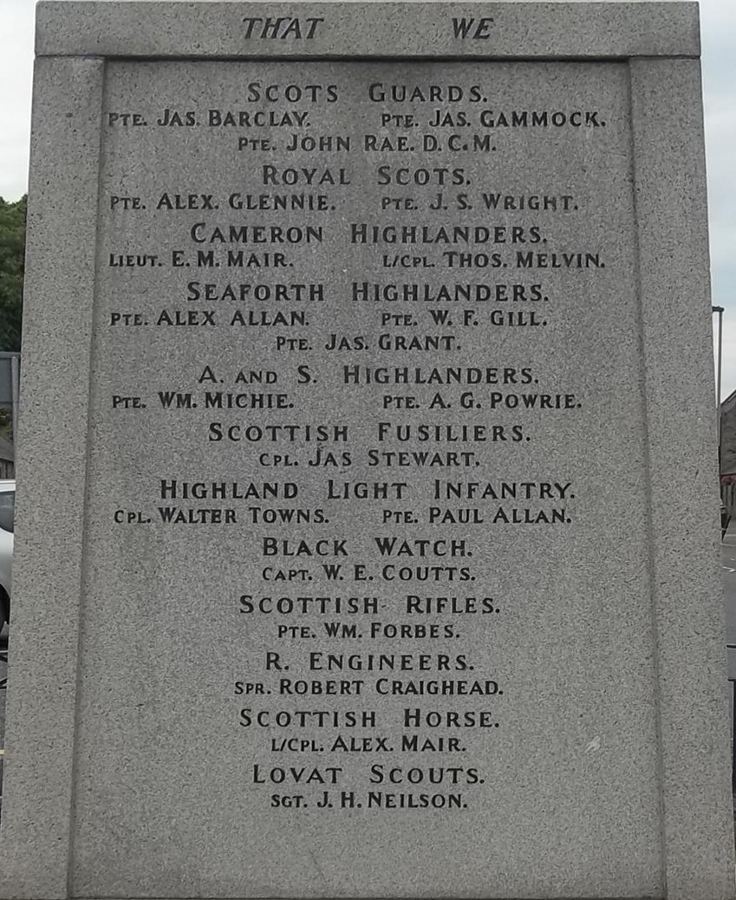 THAT WE
SCOTS GUARDS.
PTE. JAS. BARCLAY. PTE. JAS. GAMMOCK.
PTE. JOHN RAE. D.C.M.
ROYAL SCOTS.
PTE. ALEX. GLENNIE. PTE. J. S. WRIGHT.
CAMERON HIGHLANDERS.
LIEUT. E. M. MAIR. L/CPL. THOS. MELVIN.
SEAFORTH HIGHLANDERS.
PTE. ALEX ALLAN. PTE. W. F. GILL.
PTE. JAS. GRANT.
A. AND S. HIGHLANDERS.
PTE. WM. MICHIE. PTE. A. G. POWRIE.
SCOTTISH FUSILIERS.
CPL. JAS STEWART.
HIGHLAND LIGHT INFANTRY.
CPL. WALTER TOWNS. PTE. PAUL ALLAN.
BLACK WATCH.
CAPT. W. E. COUTTS.
SCOTTISH RIFLES.
PTE. WM. FORBES.
R. ENGINEERS.
SPR. ROBERT CRAIGHEAD.
SCOTTISH HORSE.
L/CPL. ALEX. MAIR.
LOVAT SCOUTS.
SGT. J. H. NEILSON.